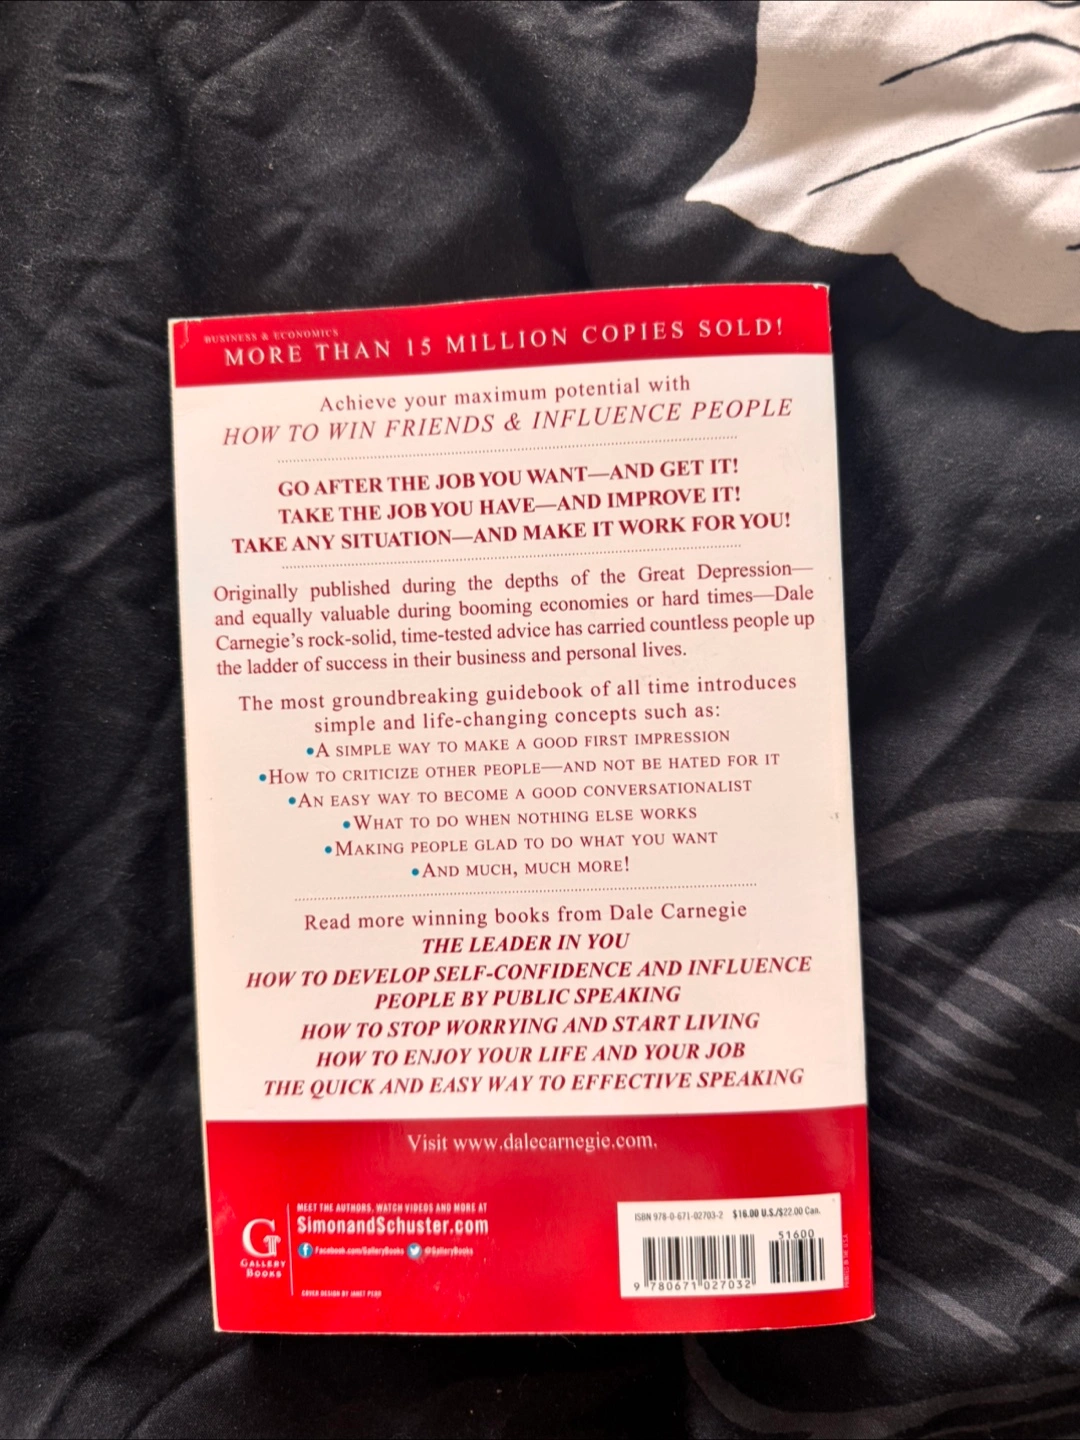 BUSINESS & ECONOMICS
MORE THAN 15 MILLION COPIES SOLD!
Achieve your maximum potential with
HOW TO WIN FRIENDS & INFLUENCE PEOPLE
GO AFTER THE JOB YOU WANT—AND GET IT!
TAKE THE JOB YOU HAVE—AND IMPROVE IT!
TAKE ANY SITUATION—AND MAKE IT WORK FOR YOU!
Originally published during the depths of the Great Depression—
and equally valuable during booming economies or hard times—Dale
Carnegie's rock-solid, time-tested advice has carried countless people up
the ladder of success in their business and personal lives.
The most groundbreaking guidebook of all time introduces
simple and life-changing concepts such as:
•A SIMPLE WAY TO MAKE A GOOD FIRST IMPRESSION
•HOW TO CRITICIZE OTHER PEOPLE—AND NOT BE HATED FOR IT
•AN EASY WAY TO BECOME A GOOD CONVERSATIONALIST
•WHAT TO DO WHEN NOTHING ELSE WORKS
•MAKING PEOPLE GLAD TO DO WHAT YOU WANT
•AND MUCH, MUCH MORE!
Read more winning books from Dale Carnegie
THE LEADER IN YOU
HOW TO DEVELOP SELF-CONFIDENCE AND INFLUENCE
PEOPLE BY PUBLIC SPEAKING
HOW TO STOP WORRYING AND START LIVING
HOW TO ENJOY YOUR LIFE AND YOUR JOB
THE QUICK AND EASY WAY TO EFFECTIVE SPEAKING
Visit www.dalecarnegie.com.
G
GALLERY
BOOKS
MEET THE AUTHORS, WATCH VIDEOS AND MORE AT
SimonandSchuster.com
Facebook.com/GalleryBooks @GalleryBooks
COVER DESIGN BY JANET PERR
ISBN 978-0-671-02703-2 $16.00 U.S./$22.00 Can.
51600
9 780671 027032